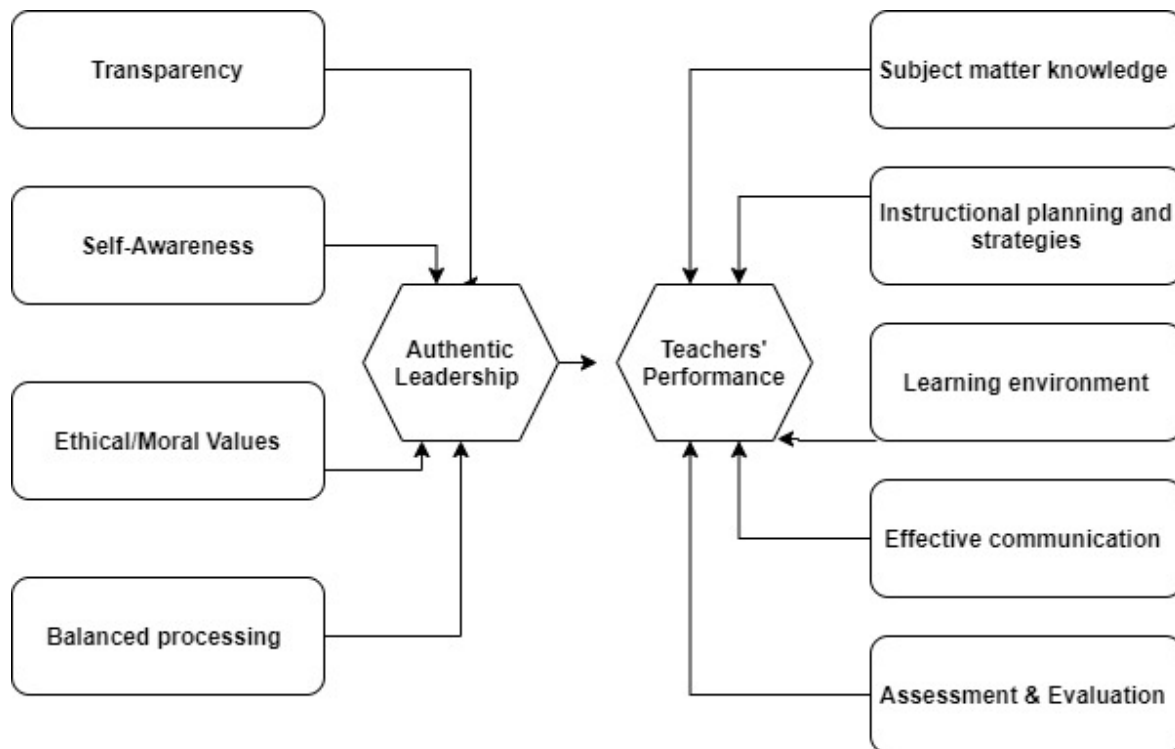 Transparency
Self-Awareness
Ethical/Moral Values
Balanced processing
Authentic
Leadership
Teachers'
Performance
Subject matter knowledge
Instructional planning and
strategies
Learning environment
Effective communication
Assessment & Evaluation